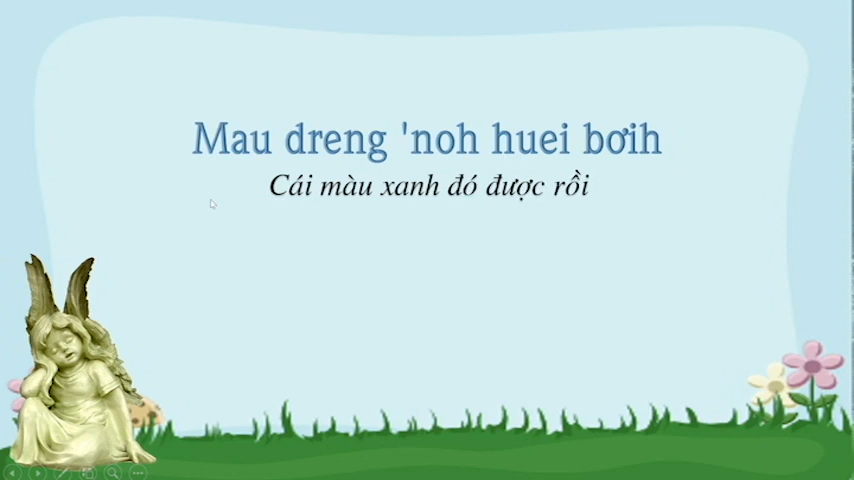 Mau dreng 'noh huei bơih
Cái màu xanh đó được rồi